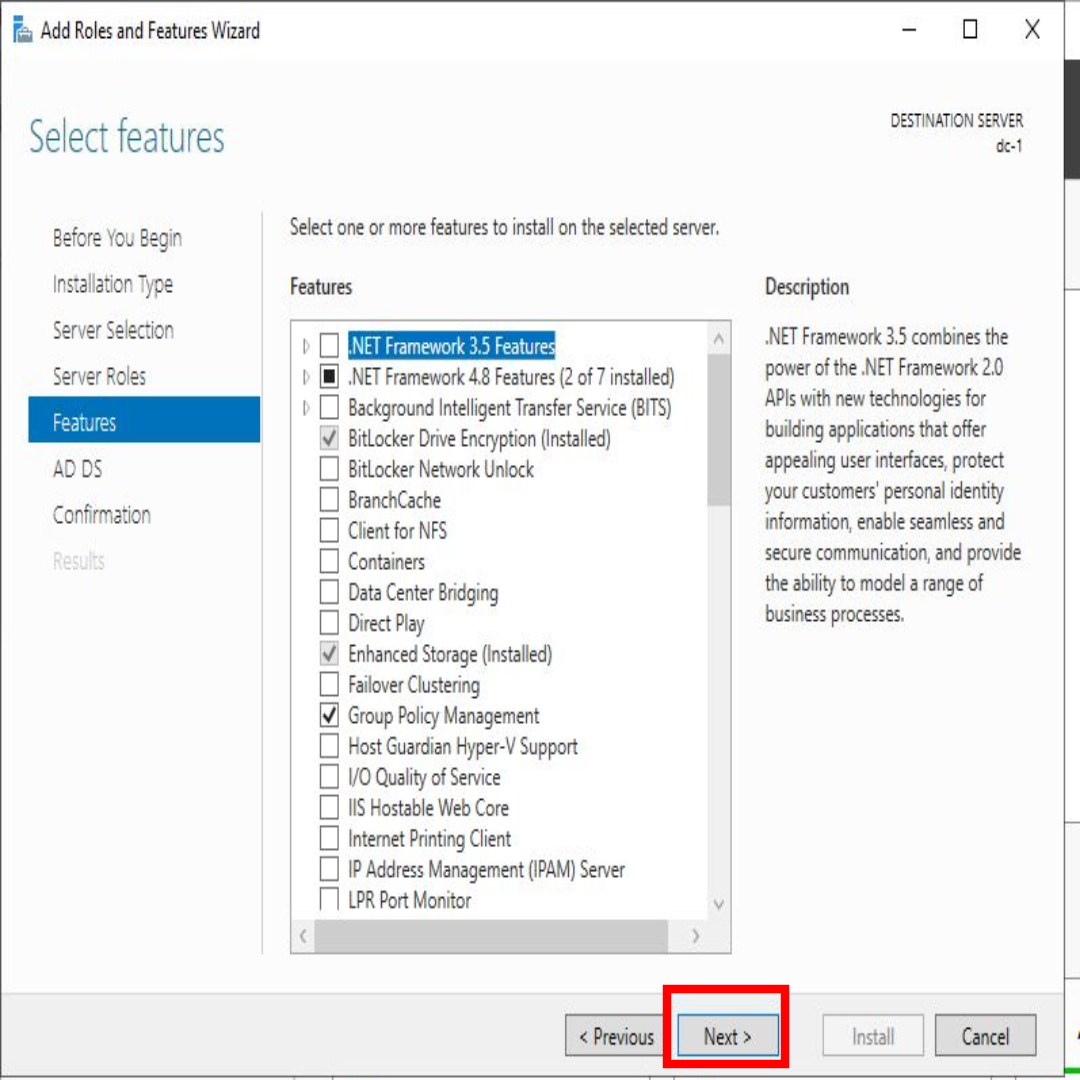 Add Roles and Features Wizard
Select features
DESTINATION SERVER
dc-1
Before You Begin
Installation Type
Server Selection
Server Roles
Features
AD DS
Confirmation
Results
Select one or more features to install on the selected server.
Features
.NET Framework 3.5 Features
.NET Framework 4.8 Features (2 of 7 installed)
Background Intelligent Transfer Service (BITS)
BitLocker Drive Encryption (Installed)
BitLocker Network Unlock
BranchCache
Client for NFS
Containers
Data Center Bridging
Direct Play
Enhanced Storage (Installed)
Failover Clustering
Group Policy Management
Host Guardian Hyper-V Support
I/O Quality of Service
IIS Hostable Web Core
Internet Printing Client
IP Address Management (IPAM) Server
LPR Port Monitor
Description
.NET Framework 3.5 combines the
power of the .NET Framework 2.0
APIs with new technologies for
building applications that offer
appealing user interfaces, protect
your customers' personal identity
information, enable seamless and
secure communication, and provide
the ability to model a range of
business processes.
< Previous
Next >
Install
Cancel